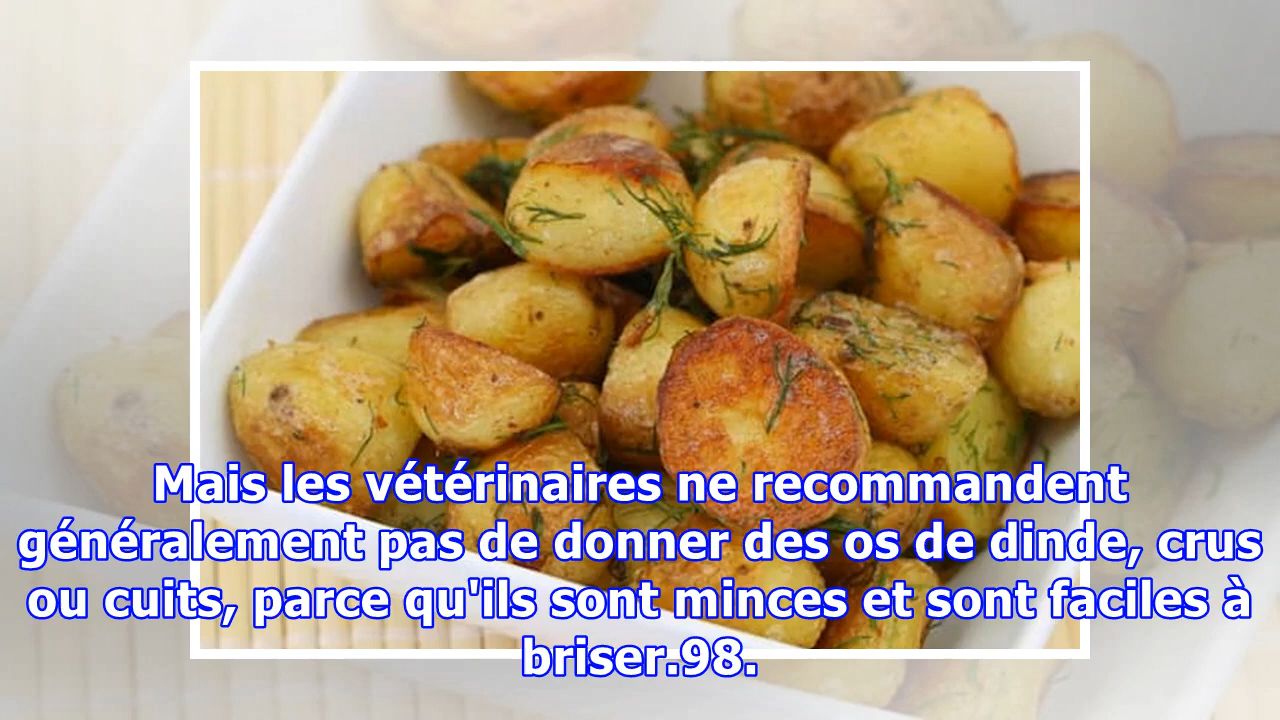 Mais les vétérinaires ne recommandent
généralement pas de donner des os de dinde, crus
ou cuits, parce qu'ils sont minces et sont faciles à
briser.98.